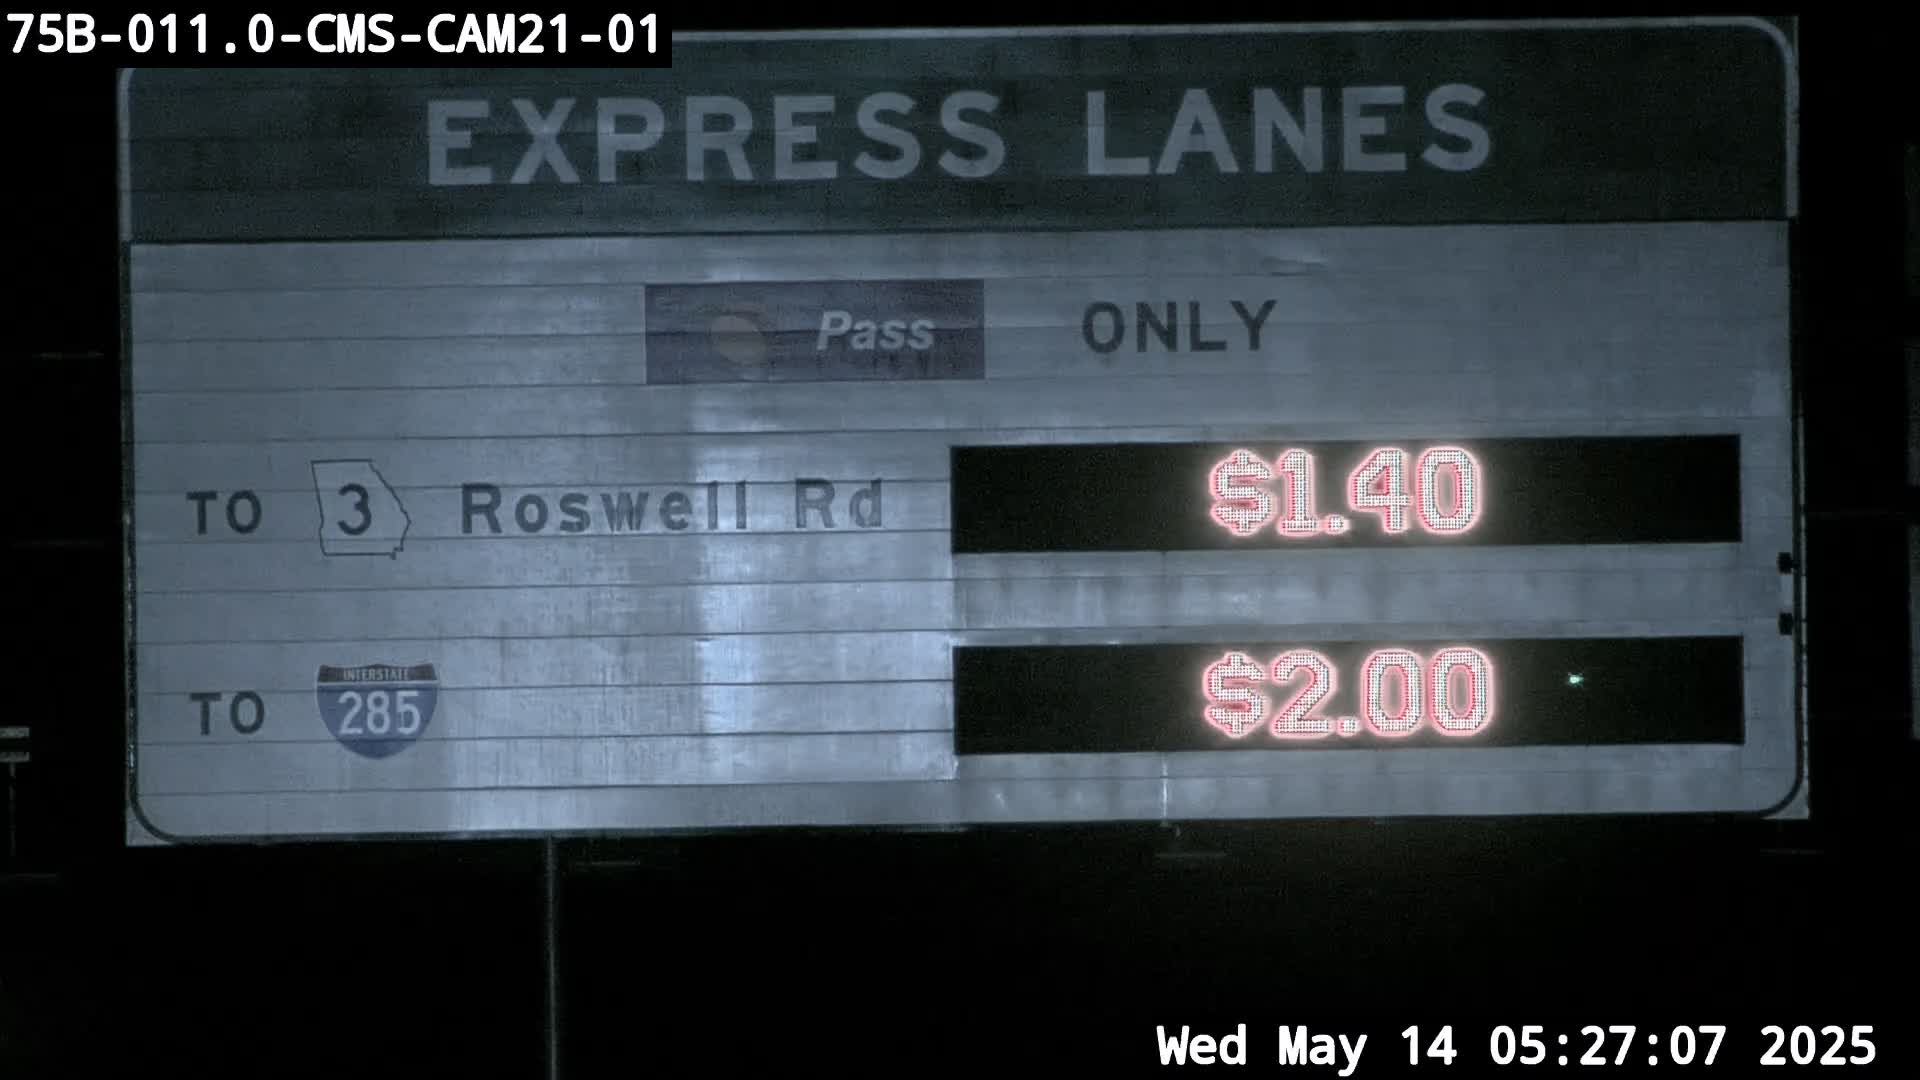 75B-011.0-CMS-CAM21-01
EXPRESS LANES
Pass ONLY
TO 3 Roswell Rd $1.40
INTERSTATE
TO 285 $2.00
Wed May 14 05:27:07 2025